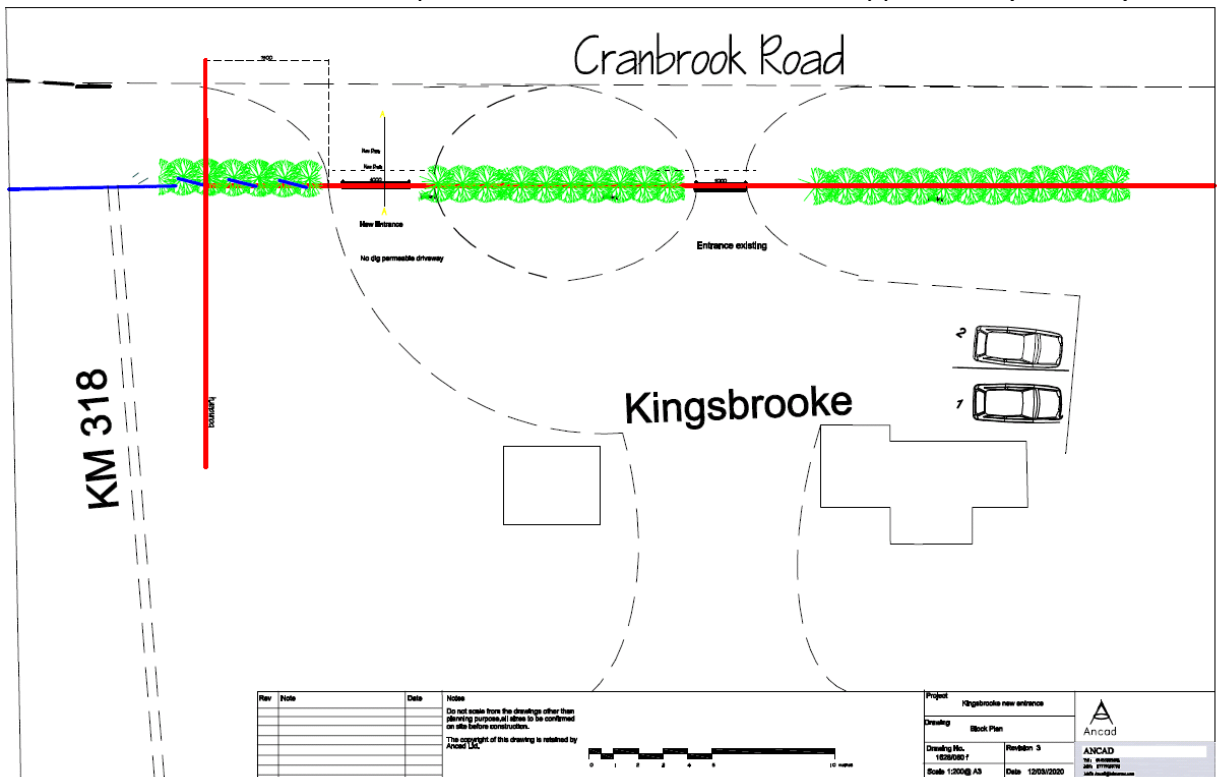 Cranbrook Road
New Entrance
No dig permeable driveway
Entrance existing
2
1
Kingsbrooke
KM 318
boundary
Rev Note Date
Notes
Do not scale from the drawings other than
planning purpose,all sizes to be confirmed
on site before construction.
The copyright of this drawing is retained by
Ancad Ltd.
Project
Kingsbrooke new entrance
Drawing
Block Plan
Drawing No.
Revision 3
Scale 1:200@ A3
Date 12/03//2020
Ancad
ANCAD